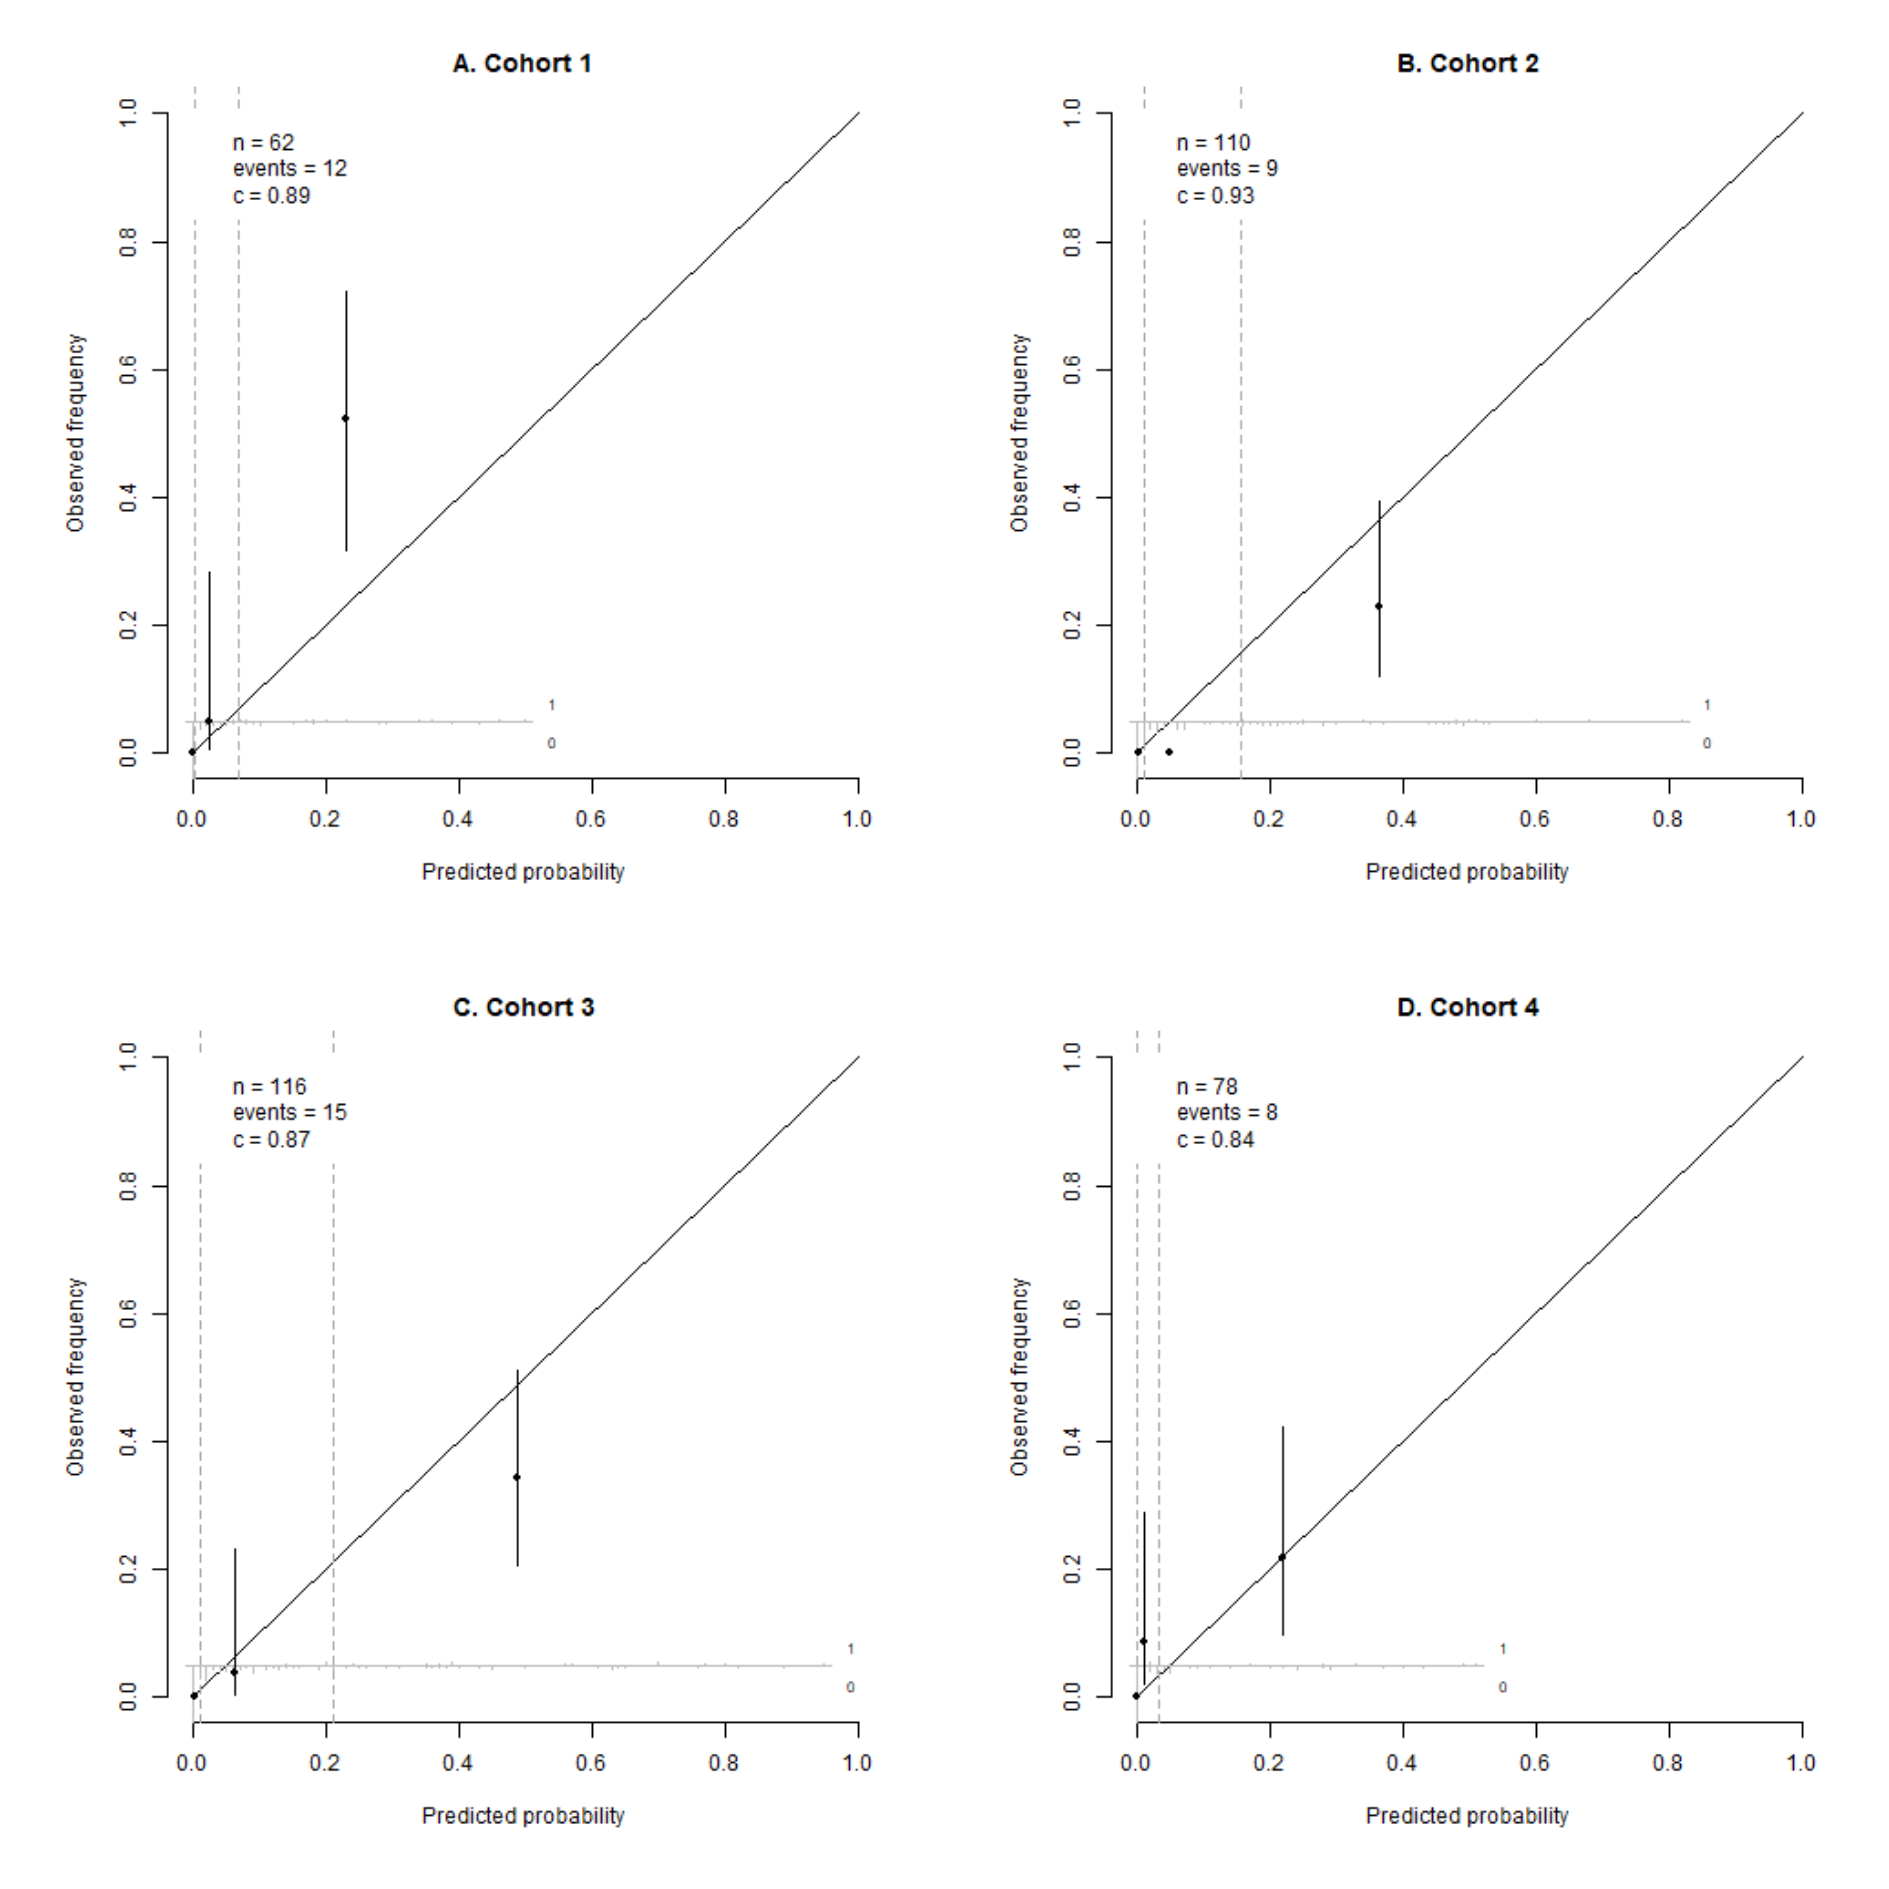 A. Cohort 1
n = 62
events = 12
c = 0.89
Observed frequency
0.0 0.2 0.4 0.6 0.8 1.0
1
0
0.0 0.2 0.4 0.6 0.8 1.0
Predicted probability
B. Cohort 2
n = 110
events = 9
c = 0.93
Observed frequency
0.0 0.2 0.4 0.6 0.8 1.0
1
0
0.0 0.2 0.4 0.6 0.8 1.0
Predicted probability
C. Cohort 3
n = 116
events = 15
c = 0.87
Observed frequency
0.0 0.2 0.4 0.6 0.8 1.0
1
0
0.0 0.2 0.4 0.6 0.8 1.0
Predicted probability
D. Cohort 4
n = 78
events = 8
c = 0.84
Observed frequency
0.0 0.2 0.4 0.6 0.8 1.0
1
0
0.0 0.2 0.4 0.6 0.8 1.0
Predicted probability